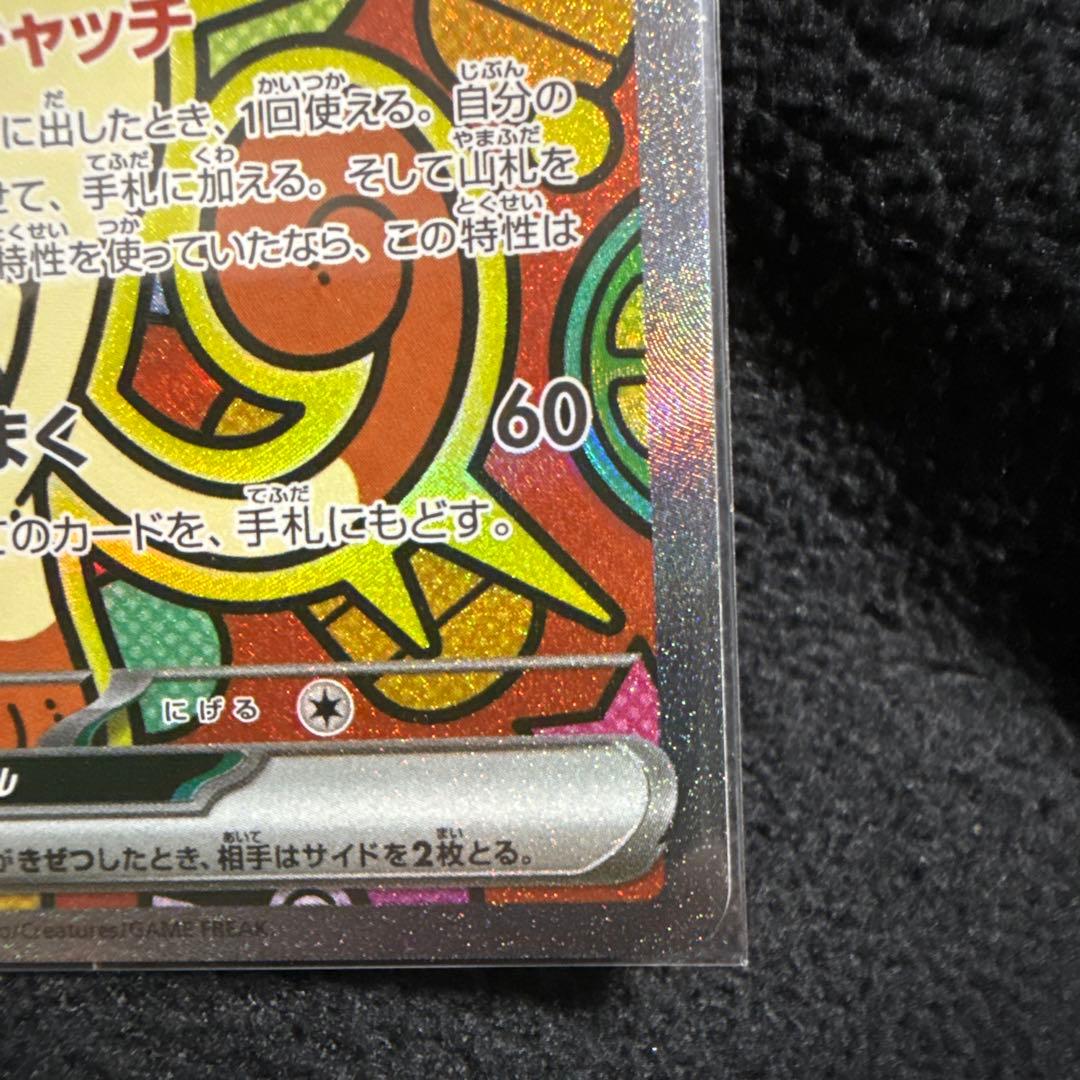 キャッチ
に出したとき、1回使える。自分の
せて、手札に加える。そして山札を
特性を使っていたなら、この特性は
まく 60
このカードを、手札にもどす。
にげる
ル
がきぜつしたとき、相手はサイドを2枚とる。
/Creatures/GAME FREAK